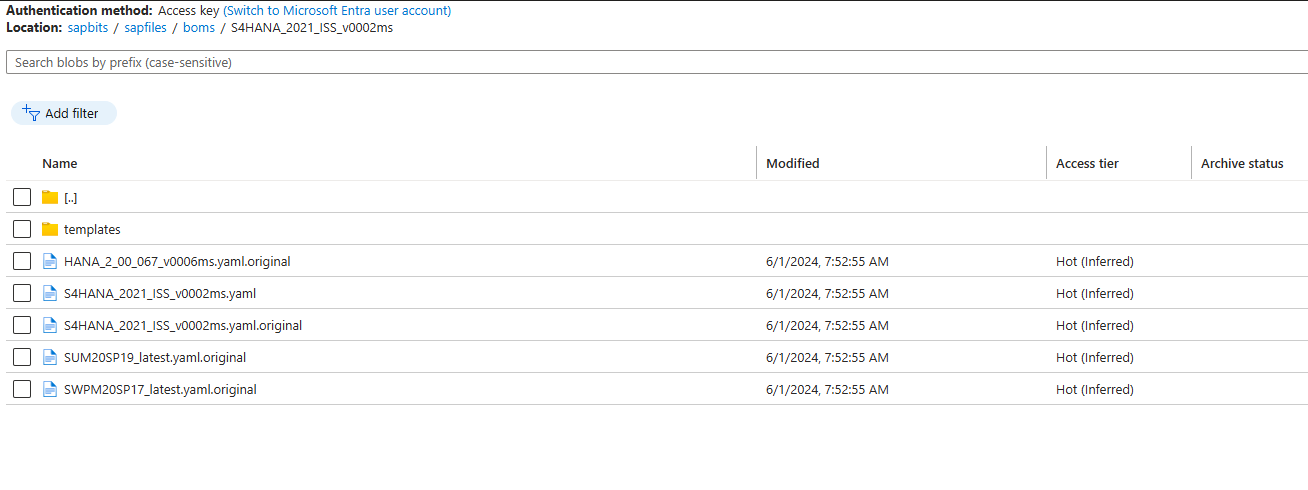 Authentication method: Access key (Switch to Microsoft Entra user account)
Location: sapbits / sapfiles / boms / S4HANA_2021_ISS_v0002ms
Search blobs by prefix (case-sensitive)
Add filter
Name Modified Access tier Archive status
[..]
templates
HANA_2_00_067_v0006ms.yaml.original 6/1/2024, 7:52:55 AM Hot (Inferred)
S4HANA_2021_ISS_v0002ms.yaml 6/1/2024, 7:52:55 AM Hot (Inferred)
S4HANA_2021_ISS_v0002ms.yaml.original 6/1/2024, 7:52:55 AM Hot (Inferred)
SUM20SP19_latest.yaml.original 6/1/2024, 7:52:55 AM Hot (Inferred)
SWPM20SP17_latest.yaml.original 6/1/2024, 7:52:55 AM Hot (Inferred)